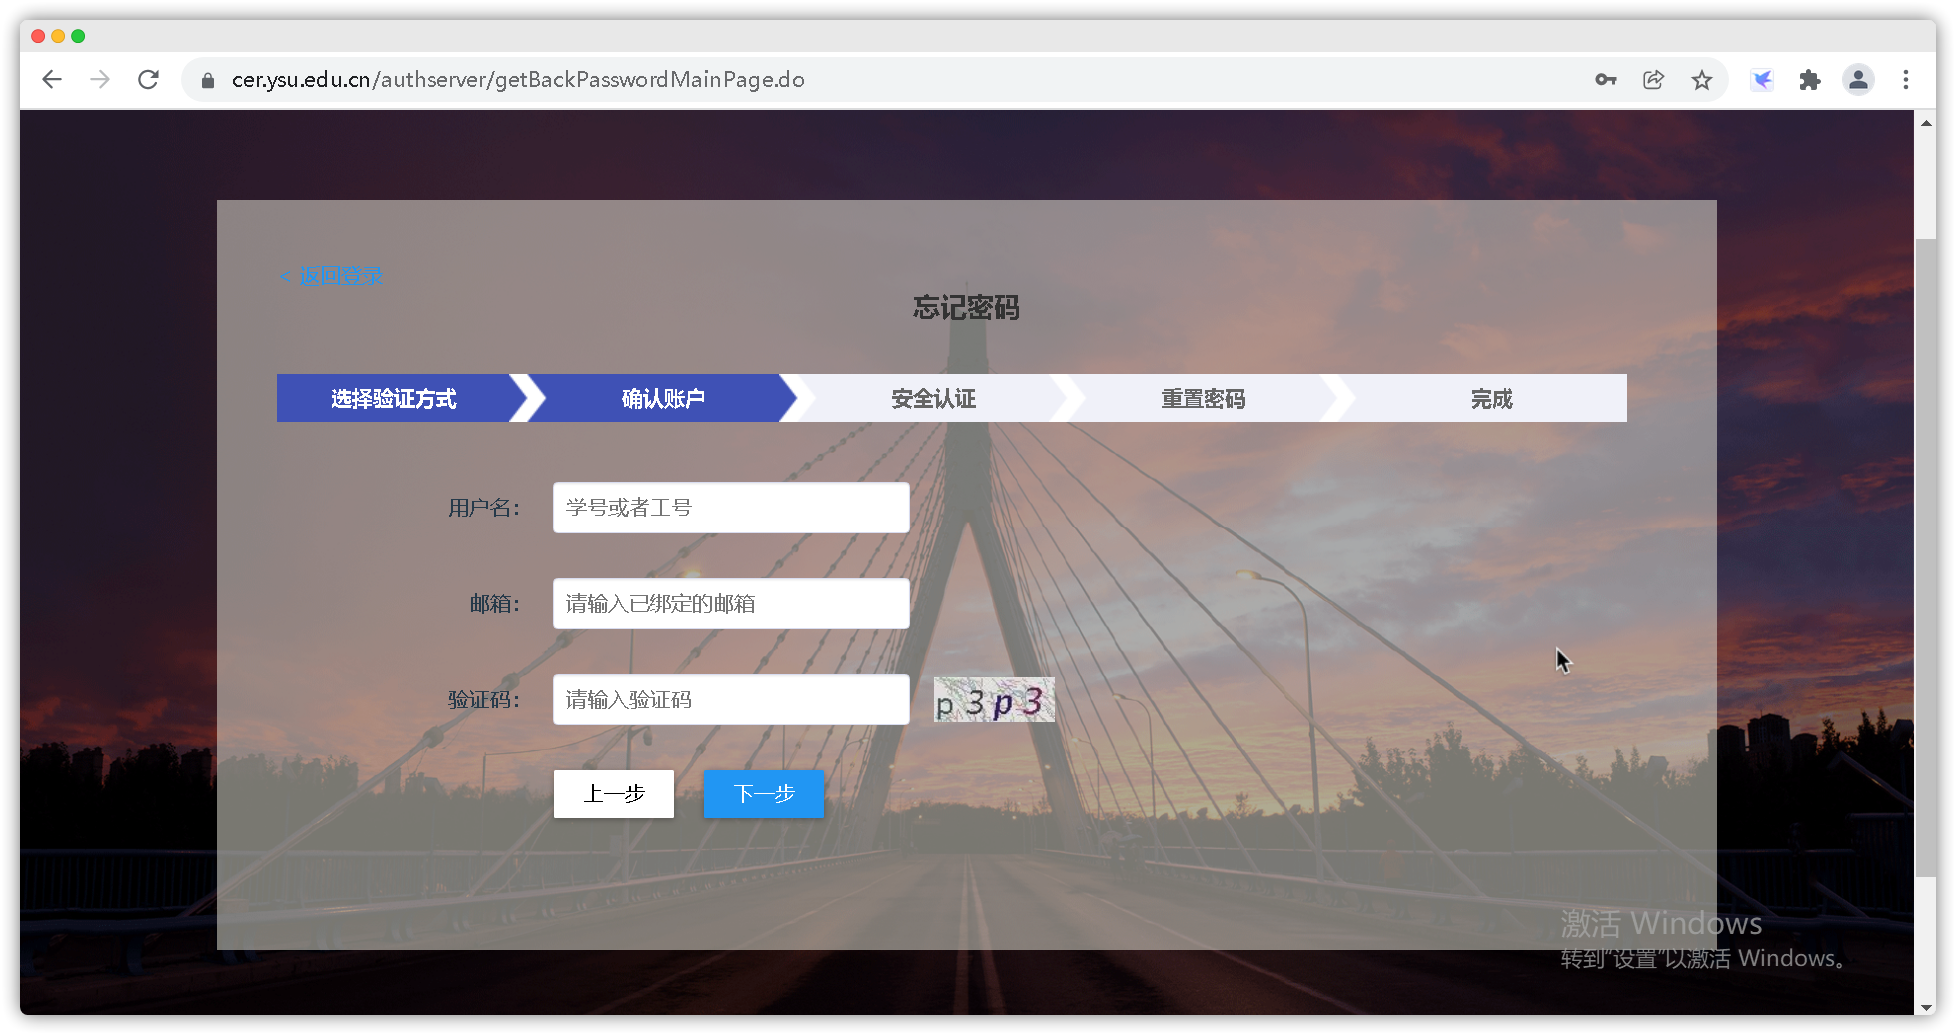 cer.ysu.edu.cn/authserver/getBackPasswordMainPage.do
< 返回登录
忘记密码
选择验证方式
确认账户
安全认证
重置密码
完成
用户名：
学号或者工号
邮箱：
请输入已绑定的邮箱
验证码：
请输入验证码
p3p3
上一步
下一步
激活 Windows
转到"设置"以激活 Windows。